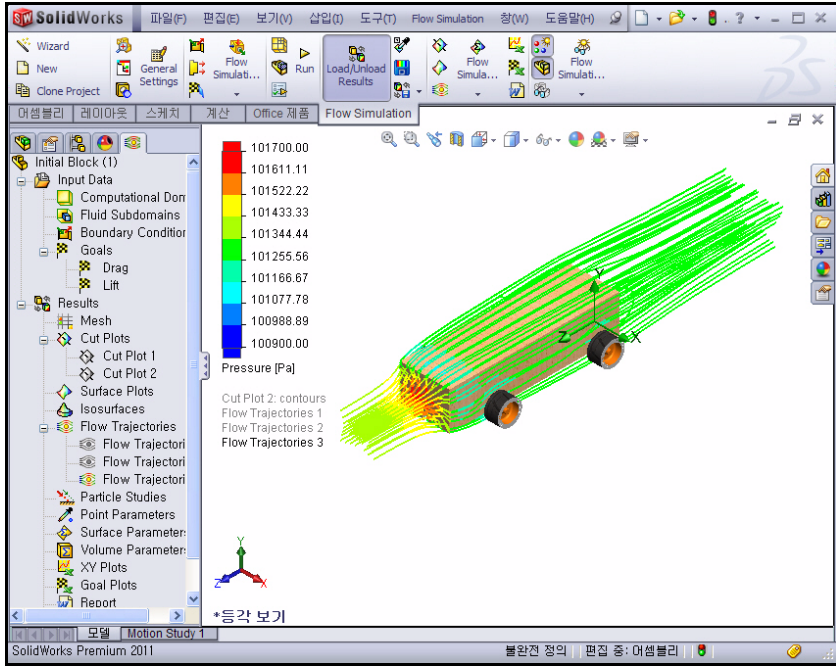 SolidWorks 파일(F) 편집(E) 보기(V) 삽입(I) 도구(T) Flow Simulation 창(W) 도움말(H)
Wizard
New
Clone Project
General Settings
Flow Simulati...
Run
Load/Unload Results
Flow Simula...
Flow Simulati...
어셈블리 레이아웃 스케치 계산 Office 제품 Flow Simulation
Initial Block (1)
Input Data
Computational Dom
Fluid Subdomains
Boundary Condition
Goals
Drag
Lift
Results
Mesh
Cut Plots
Cut Plot 1
Cut Plot 2
Surface Plots
Isosurfaces
Flow Trajectories
Flow Trajectori
Flow Trajectori
Flow Trajectori
Particle Studies
Point Parameters
Surface Parameter
Volume Parameter
XY Plots
Goal Plots
Report
101700.00
101611.11
101522.22
101433.33
101344.44
101255.56
101166.67
101077.78
100988.89
100900.00
Pressure [Pa]
Cut Plot 2: contours
Flow Trajectories 1
Flow Trajectories 2
Flow Trajectories 3
Y
Z X
Y
Z X
*등각 보기
모델 Motion Study 1
SolidWorks Premium 2011 불완전 정의 편집 중: 어셈블리